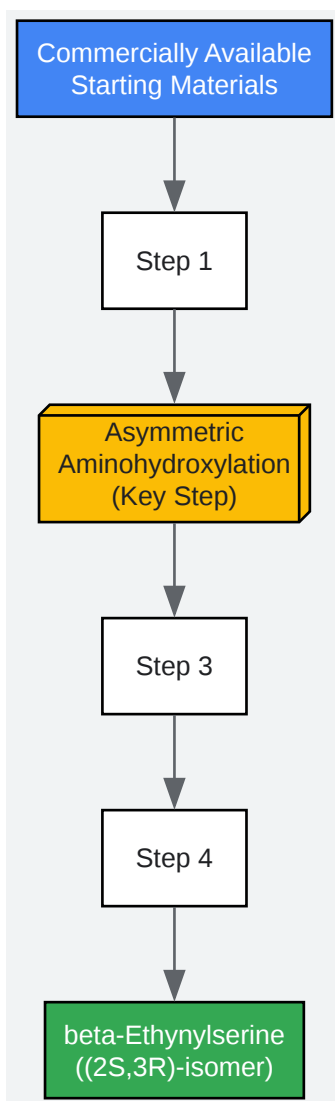 Commercially Available
Starting Materials
Step 1
Asymmetric
Aminohydroxylation
(Key Step)
Step 3
Step 4
beta-Ethynylserine
((2S,3R)-isomer)